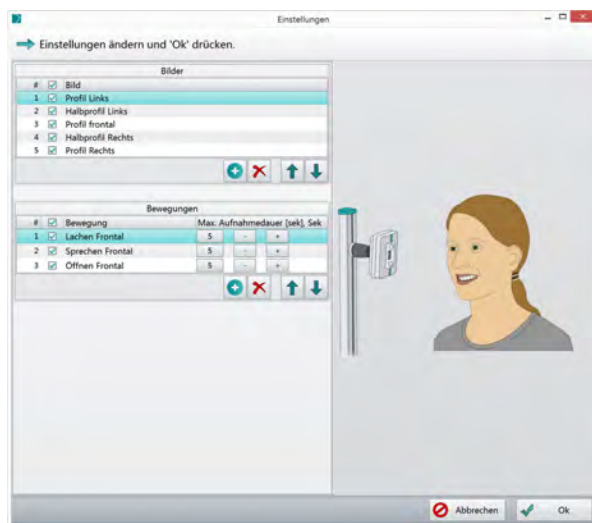 Einstellungen
Einstellungen ändern und 'Ok' drücken.
Bilder
# Bild
1 Profil Links
2 Halbprofil Links
3 Profil frontal
4 Halbprofil Rechts
5 Profil Rechts
Bewegungen
# Bewegung Max. Aufnahmedauer [sek], Sek
1 Lachen Frontal 5 - +
2 Sprechen Frontal 5 - +
3 Öffnen Frontal 5 - +
Abbrechen Ok